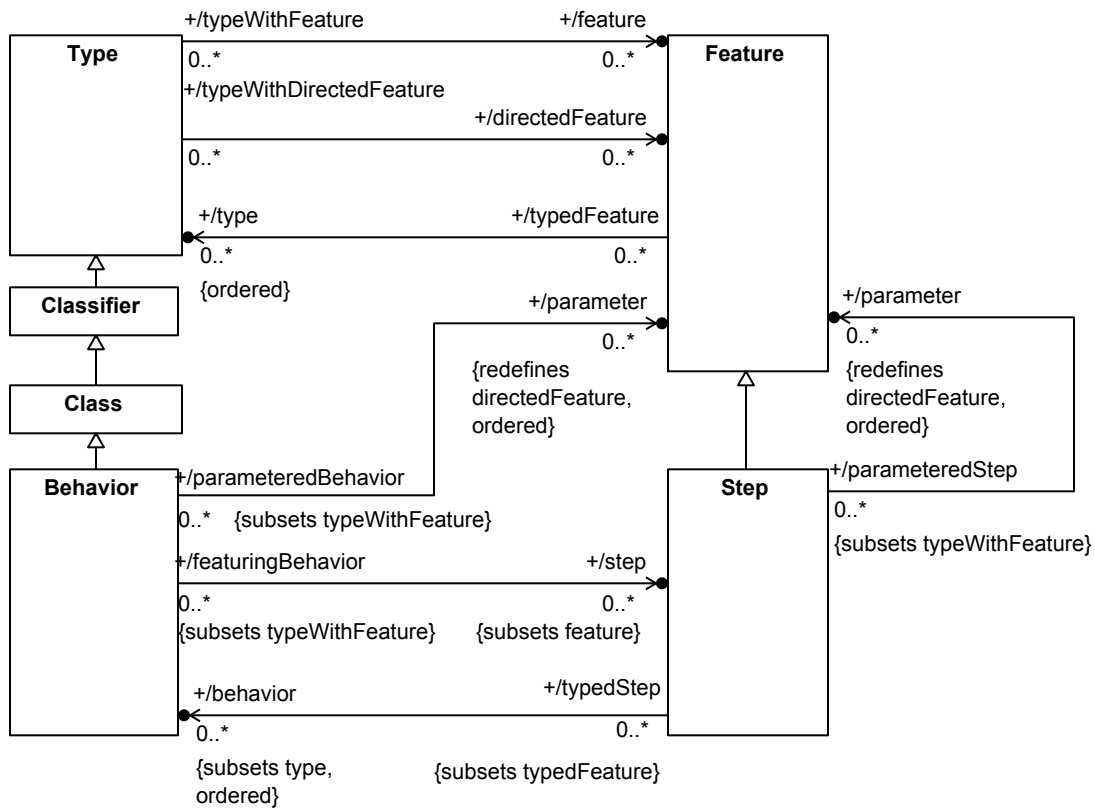 +/typeWithFeature
+/feature
Type
Feature
0..*
0..*
+/typeWithDirectedFeature
+/directedFeature
0..*
0..*
+/type
+/typedFeature
0..*
0..*
{ordered}
Classifier
+/parameter
+/parameter
0..*
0..*
{redefines
directedFeature,
ordered}
{redefines
directedFeature,
ordered}
Class
Behavior
+/parameteredBehavior
Step
+/parameteredStep
0..*
{subsets typeWithFeature}
0..*
{subsets typeWithFeature}
+/featuringBehavior
+/step
0..*
0..*
{subsets typeWithFeature}
{subsets feature}
+/behavior
+/typedStep
0..*
0..*
{subsets type,
ordered}
{subsets typedFeature}